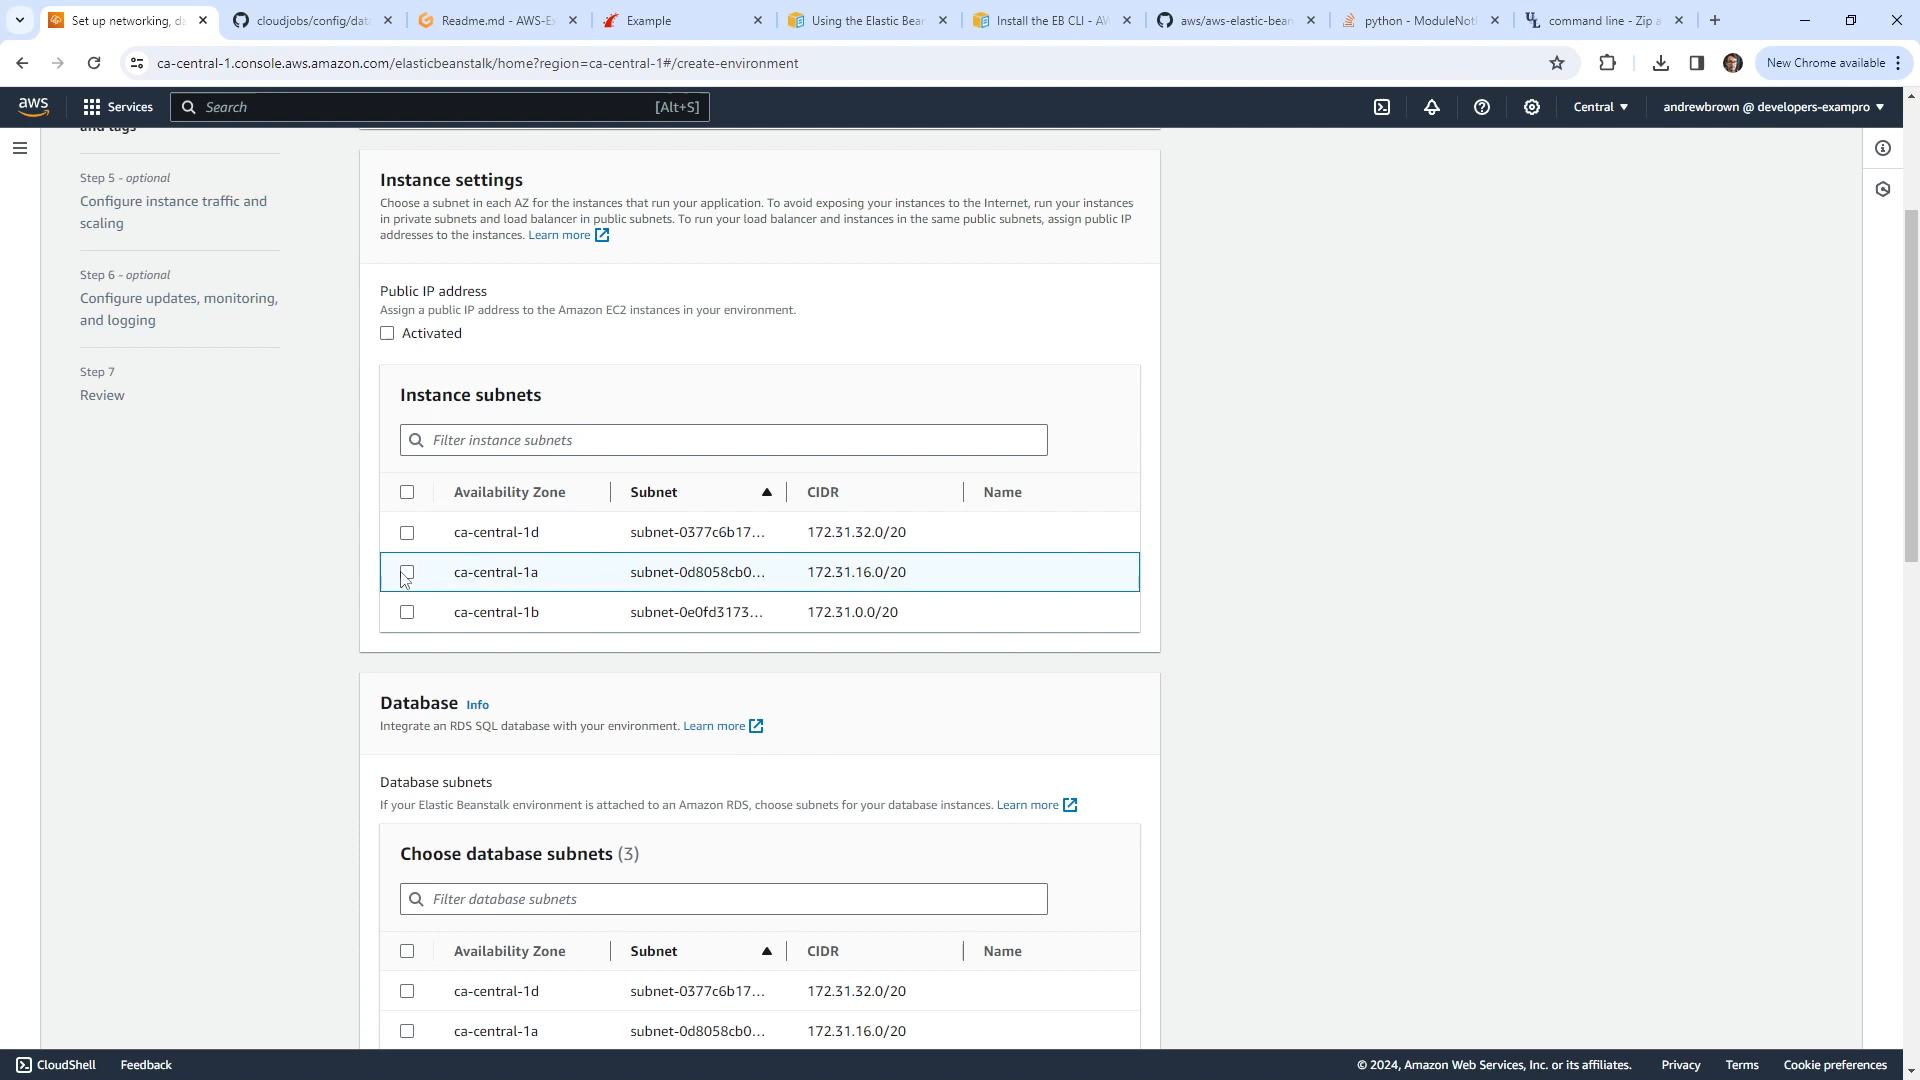 Set up networking, da
cloudjobs/config/dat
Readme.md - AWS-E
Example
Using the Elastic Bear
Install the EB CLI - AW
aws/aws-elastic-bean
python - ModuleNotF
command line - Zip a
ca-central-1.console.aws.amazon.com/elasticbeanstalk/home?region=ca-central-1#/create-environment
New Chrome available
aws
Services
Search
[Alt+S]
Central
andrewbrown @ developers-exampro
and tags
Step 5 - optional
Configure instance traffic and
scaling
Step 6 - optional
Configure updates, monitoring,
and logging
Step 7
Review
Instance settings
Choose a subnet in each AZ for the instances that run your application. To avoid exposing your instances to the Internet, run your instances
in private subnets and load balancer in public subnets. To run your load balancer and instances in the same public subnets, assign public IP
addresses to the instances. Learn more
Public IP address
Assign a public IP address to the Amazon EC2 instances in your environment.
Activated
Instance subnets
Filter instance subnets
Availability Zone Subnet CIDR Name
ca-central-1d subnet-0377c6b17... 172.31.32.0/20
ca-central-1a subnet-0d8058cb0... 172.31.16.0/20
ca-central-1b subnet-0e0fd3173... 172.31.0.0/20
Database Info
Integrate an RDS SQL database with your environment. Learn more
Database subnets
If your Elastic Beanstalk environment is attached to an Amazon RDS, choose subnets for your database instances. Learn more
Choose database subnets (3)
Filter database subnets
Availability Zone Subnet CIDR Name
ca-central-1d subnet-0377c6b17... 172.31.32.0/20
ca-central-1a subnet-0d8058cb0... 172.31.16.0/20
CloudShell
Feedback
© 2024, Amazon Web Services, Inc. or its affiliates.
Privacy
Terms
Cookie preferences